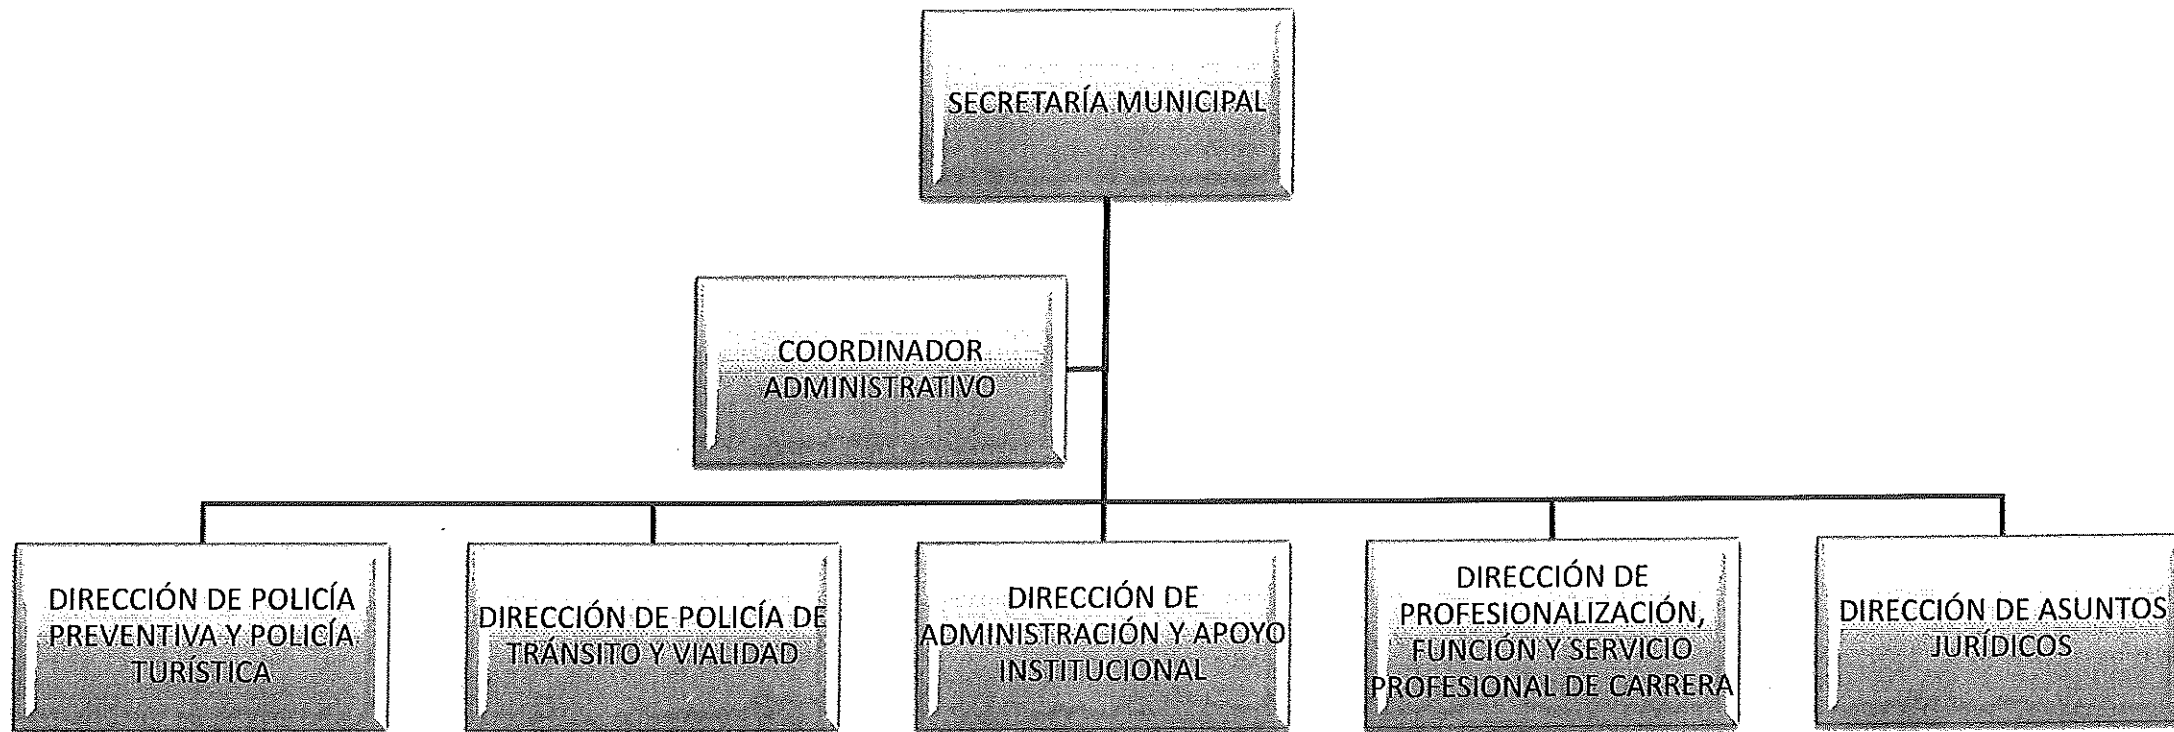 SECRETARÍA MUNICIPAL
COORDINADOR
ADMINISTRATIVO
DIRECCIÓN DE POLICÍA
PREVENTIVA Y POLICÍA
TURÍSTICA
DIRECCIÓN DE POLICÍA DE
TRÁNSITO Y VIALIDAD
DIRECCIÓN DE
ADMINISTRACIÓN Y APOYO
INSTITUCIONAL
DIRECCIÓN DE
PROFESIONALIZACIÓN,
FUNCIÓN Y SERVICIO
PROFESIONAL DE CARRERA
DIRECCIÓN DE ASUNTOS
JURÍDICOS